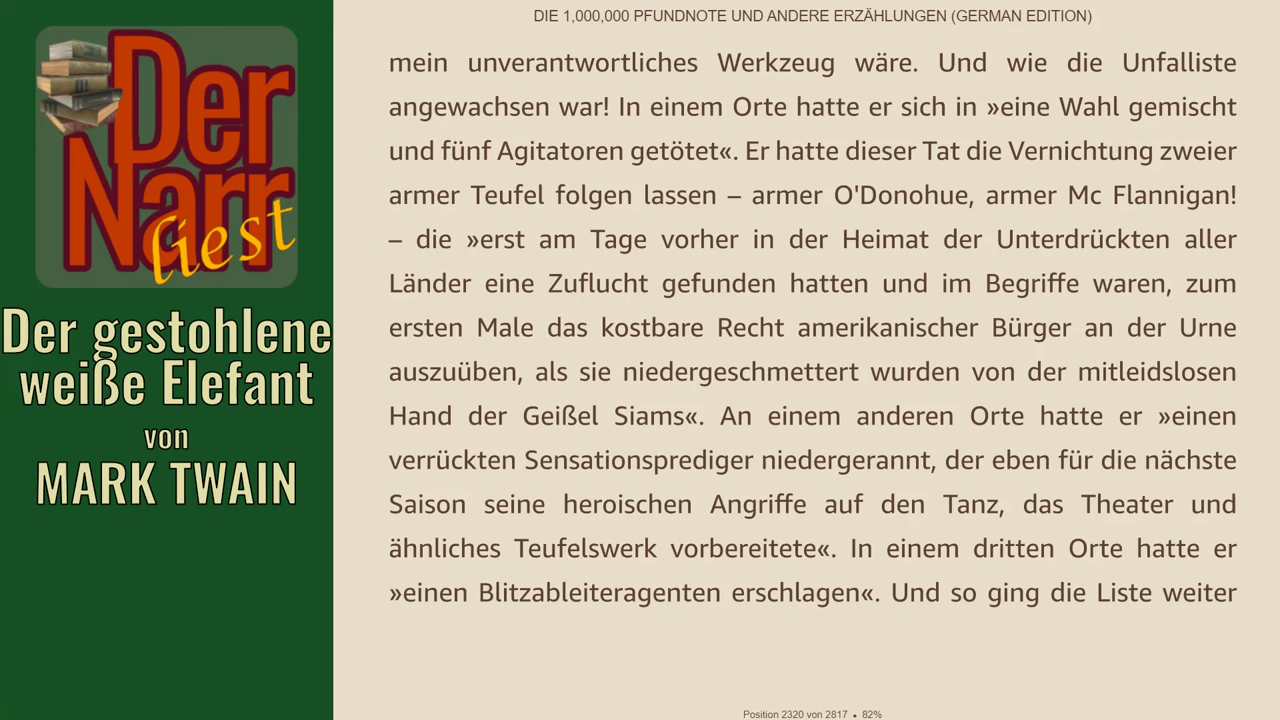 Der
Narr
liest
Der gestohlene
weiße Elefant
von
MARK TWAIN
DIE 1,000,000 PFUNDNOTE UND ANDERE ERZÄHLUNGEN (GERMAN EDITION)
mein unverantwortliches Werkzeug wäre. Und wie die Unfalliste
angewachsen war! In einem Orte hatte er sich in »eine Wahl gemischt
und fünf Agitatoren getötet«. Er hatte dieser Tat die Vernichtung zweier
armer Teufel folgen lassen – armer O'Donohue, armer Mc Flannigan!
– die »erst am Tage vorher in der Heimat der Unterdrückten aller
Länder eine Zuflucht gefunden hatten und im Begriffe waren, zum
ersten Male das kostbare Recht amerikanischer Bürger an der Urne
auszuüben, als sie niedergeschmettert wurden von der mitleidslosen
Hand der Geißel Siams«. An einem anderen Orte hatte er »einen
verrückten Sensationsprediger niedergerannt, der eben für die nächste
Saison seine heroischen Angriffe auf den Tanz, das Theater und
ähnliches Teufelswerk vorbereitete«. In einem dritten Orte hatte er
»einen Blitzableiteragenten erschlagen«. Und so ging die Liste weiter
Position 2320 von 2817 • 82%